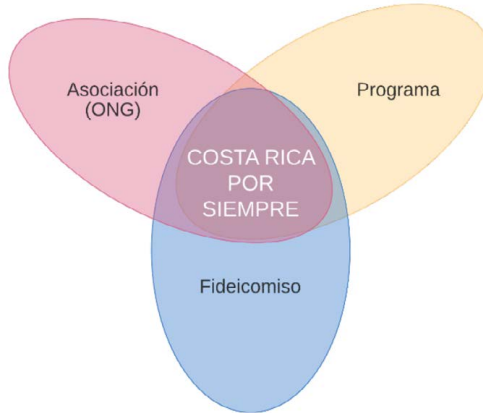 Asociación
(ONG)
Programa
COSTA RICA
POR
SIEMPRE
Fideicomiso